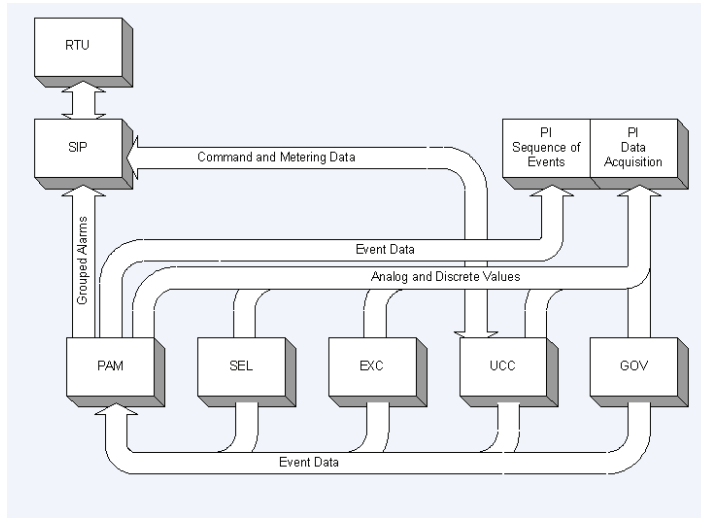 RTU
SIP
PI
Sequence of
Events
PI
Data
Acquisition
Command and Metering Data
Event Data
Grouped Alarms
Analog and Discrete Values
PAM
SEL
EXC
UCC
GOV
Event Data